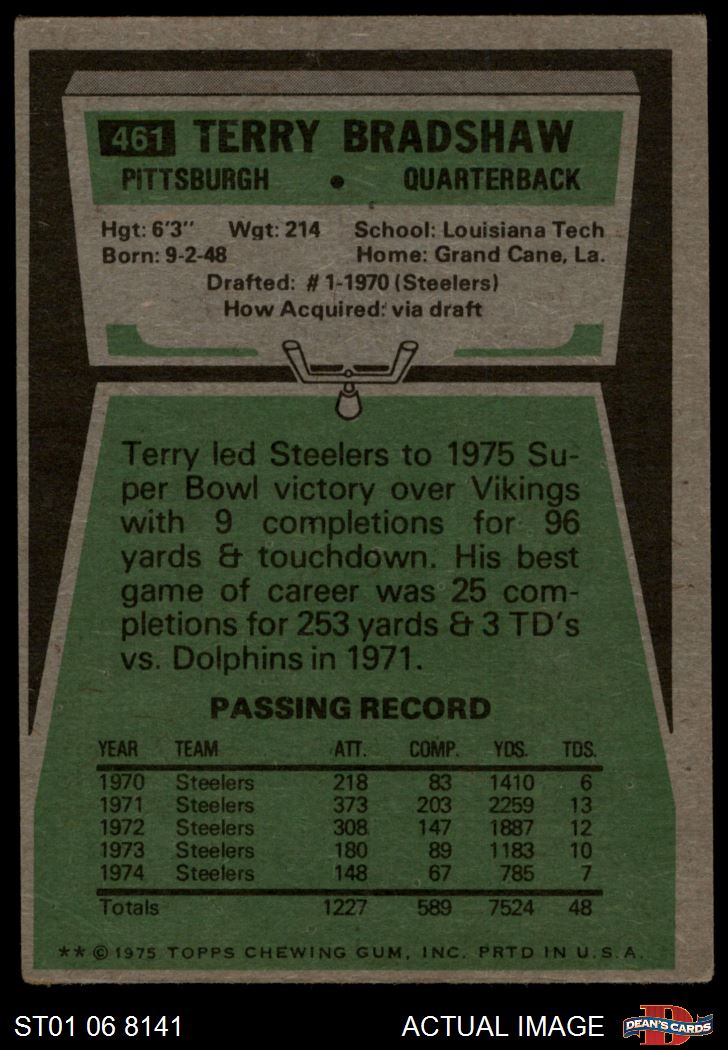 461 TERRY BRADSHAW
PITTSBURGH • QUARTERBACK
Hgt: 6'3" Wgt: 214 School: Louisiana Tech
Born: 9-2-48 Home: Grand Cane, La.
Drafted: #1-1970 (Steelers)
How Acquired: via draft
Terry led Steelers to 1975 Su-
per Bowl victory over Vikings
with 9 completions for 96
yards & touchdown. His best
game of career was 25 com-
pletions for 253 yards & 3 TD's
vs. Dolphins in 1971.
PASSING RECORD
YEAR TEAM ATT. COMP. YDS. TDS.
1970 Steelers 218 83 1410 6
1971 Steelers 373 203 2259 13
1972 Steelers 308 147 1887 12
1973 Steelers 180 89 1183 10
1974 Steelers 148 67 785 7
Totals 1227 589 7524 48
** © 1975 TOPPS CHEWING GUM, INC. PRTD IN U.S.A.
ST01 06 8141 ACTUAL IMAGE D DEAN'S CARDS